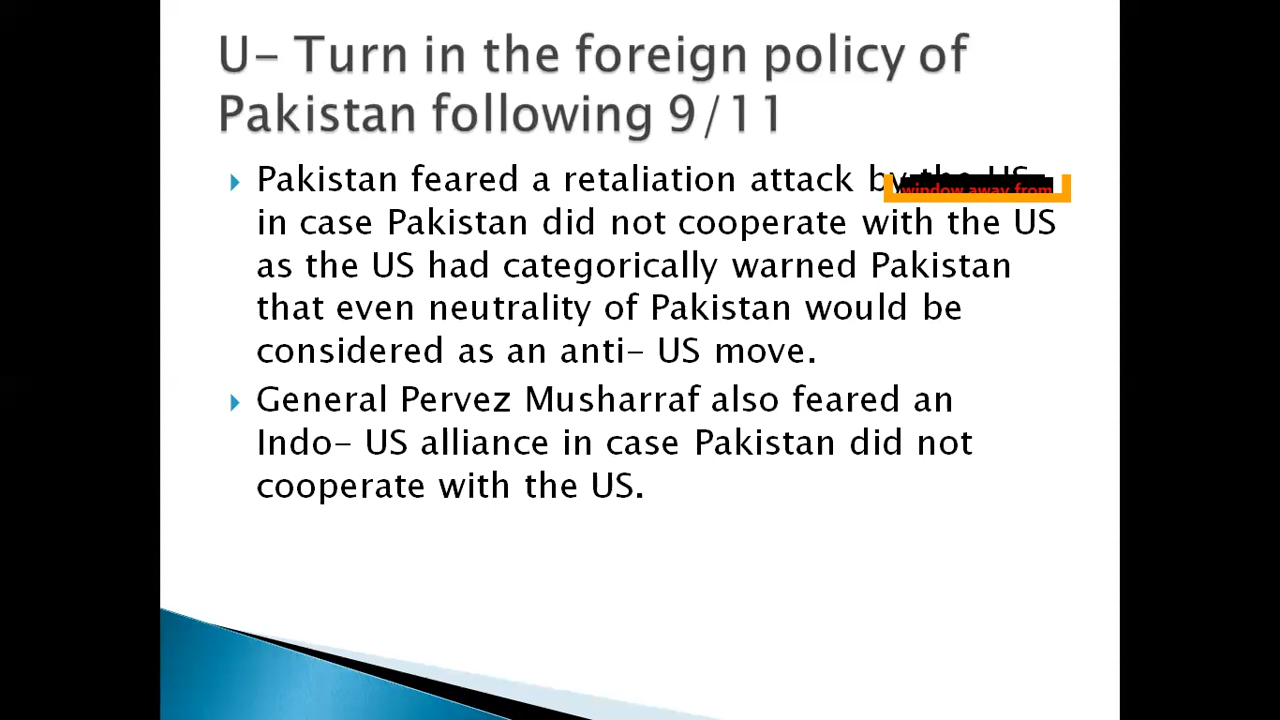 U- Turn in the foreign policy of
Pakistan following 9/11
Pakistan feared a retaliation attack by the US
in case Pakistan did not cooperate with the US
as the US had categorically warned Pakistan
that even neutrality of Pakistan would be
considered as an anti- US move.
General Pervez Musharraf also feared an
Indo- US alliance in case Pakistan did not
cooperate with the US.
window away from